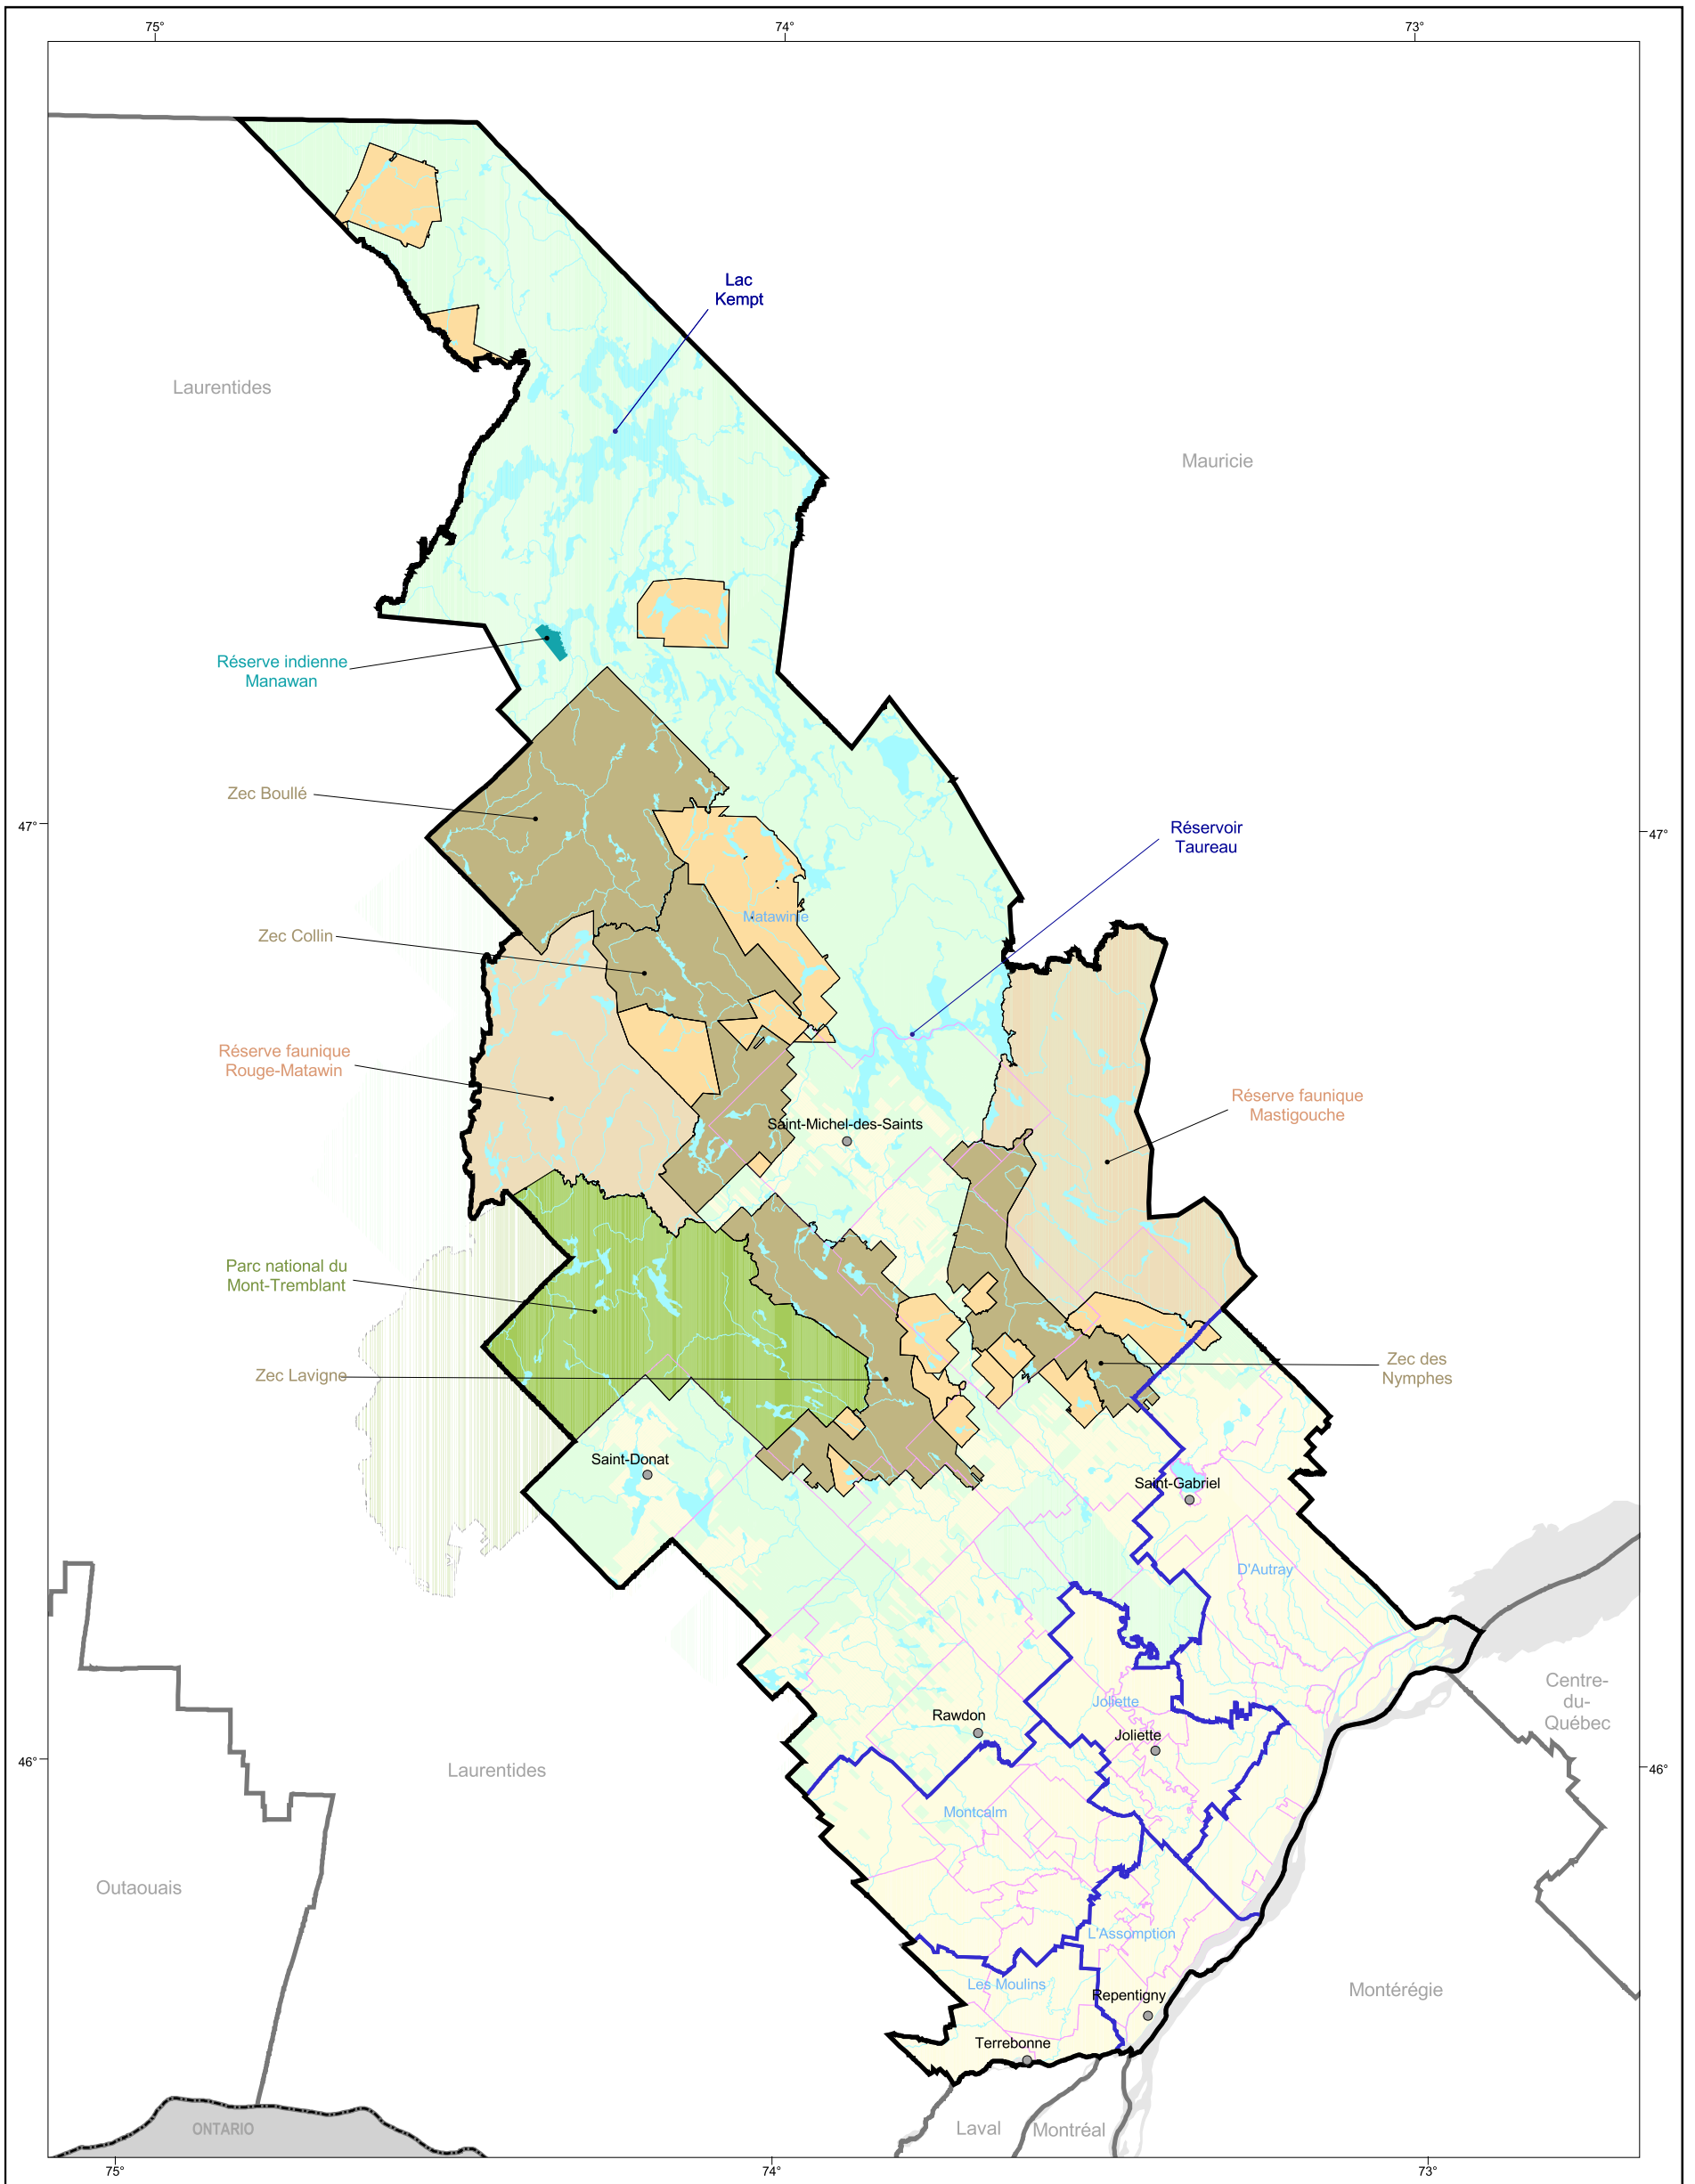 75°
74°
73°
Lac
Kempt
Laurentides
Mauricie
Réserve indienne
Manawan
Zec Boullé
47°
Réservoir
Taureau
47°
Matawinie
Zec Collin
Réserve faunique
Rouge-Matawin
Réserve faunique
Mastigouche
Saint-Michel-des-Saints
Parc national du
Mont-Tremblant
Zec Lavigne
Zec des
Nymphes
Saint-Donat
Saint-Gabriel
D'Autray
Centre-
du-
Québec
Joliette
Rawdon
Joliette
46°
Laurentides
46°
Montcalm
Outaouais
L'Assomption
Les Moulins
Repentigny
Montérégie
Terrebonne
ONTARIO
Laval
Montréal
75°
74°
73°